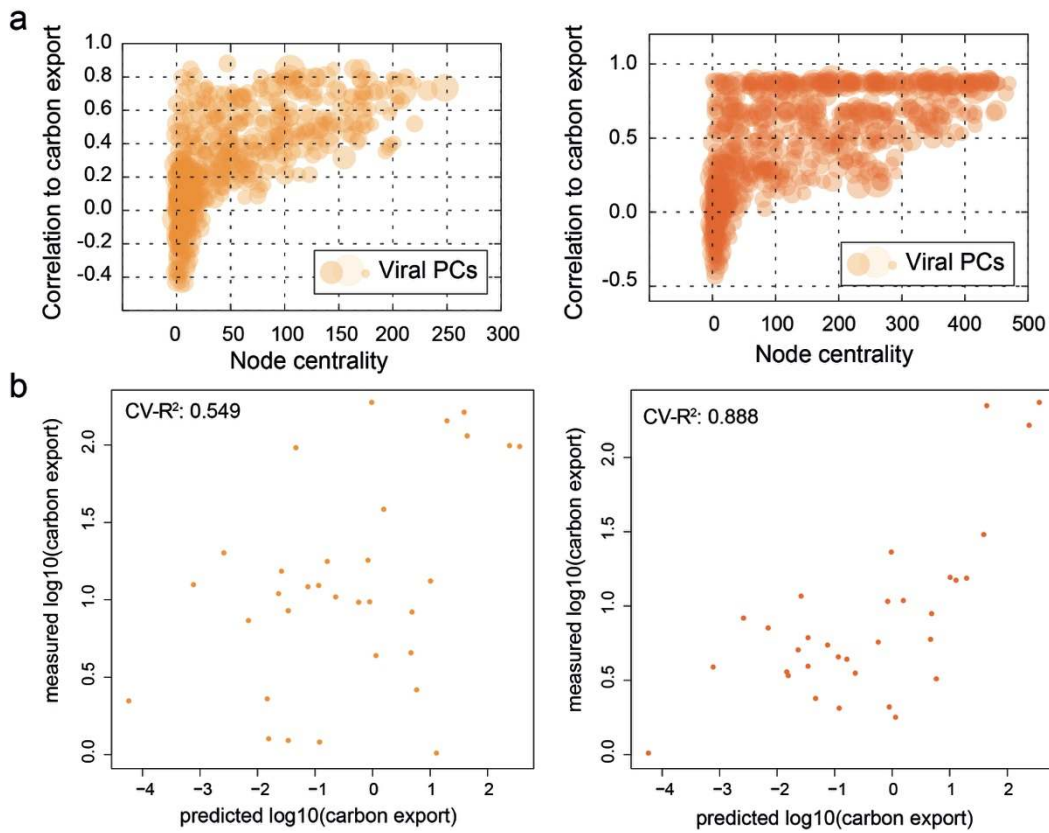 a
Correlation to carbon export
1.0
0.8
0.6
0.4
0.2
0.0
-0.2
-0.4
0 50 100 150 200 250 300
Node centrality
Viral PCs
Correlation to carbon export
1.0
0.5
0.0
-0.5
0 100 200 300 400 500
Node centrality
Viral PCs
b
CV-R²: 0.549
measured log10(carbon export)
2.0
1.5
1.0
0.5
0.0
−4 −3 −2 −1 0 1 2
predicted log10(carbon export)
CV-R²: 0.888
measured log10(carbon export)
2.0
1.5
1.0
0.5
0.0
−4 −3 −2 −1 0 1 2
predicted log10(carbon export)